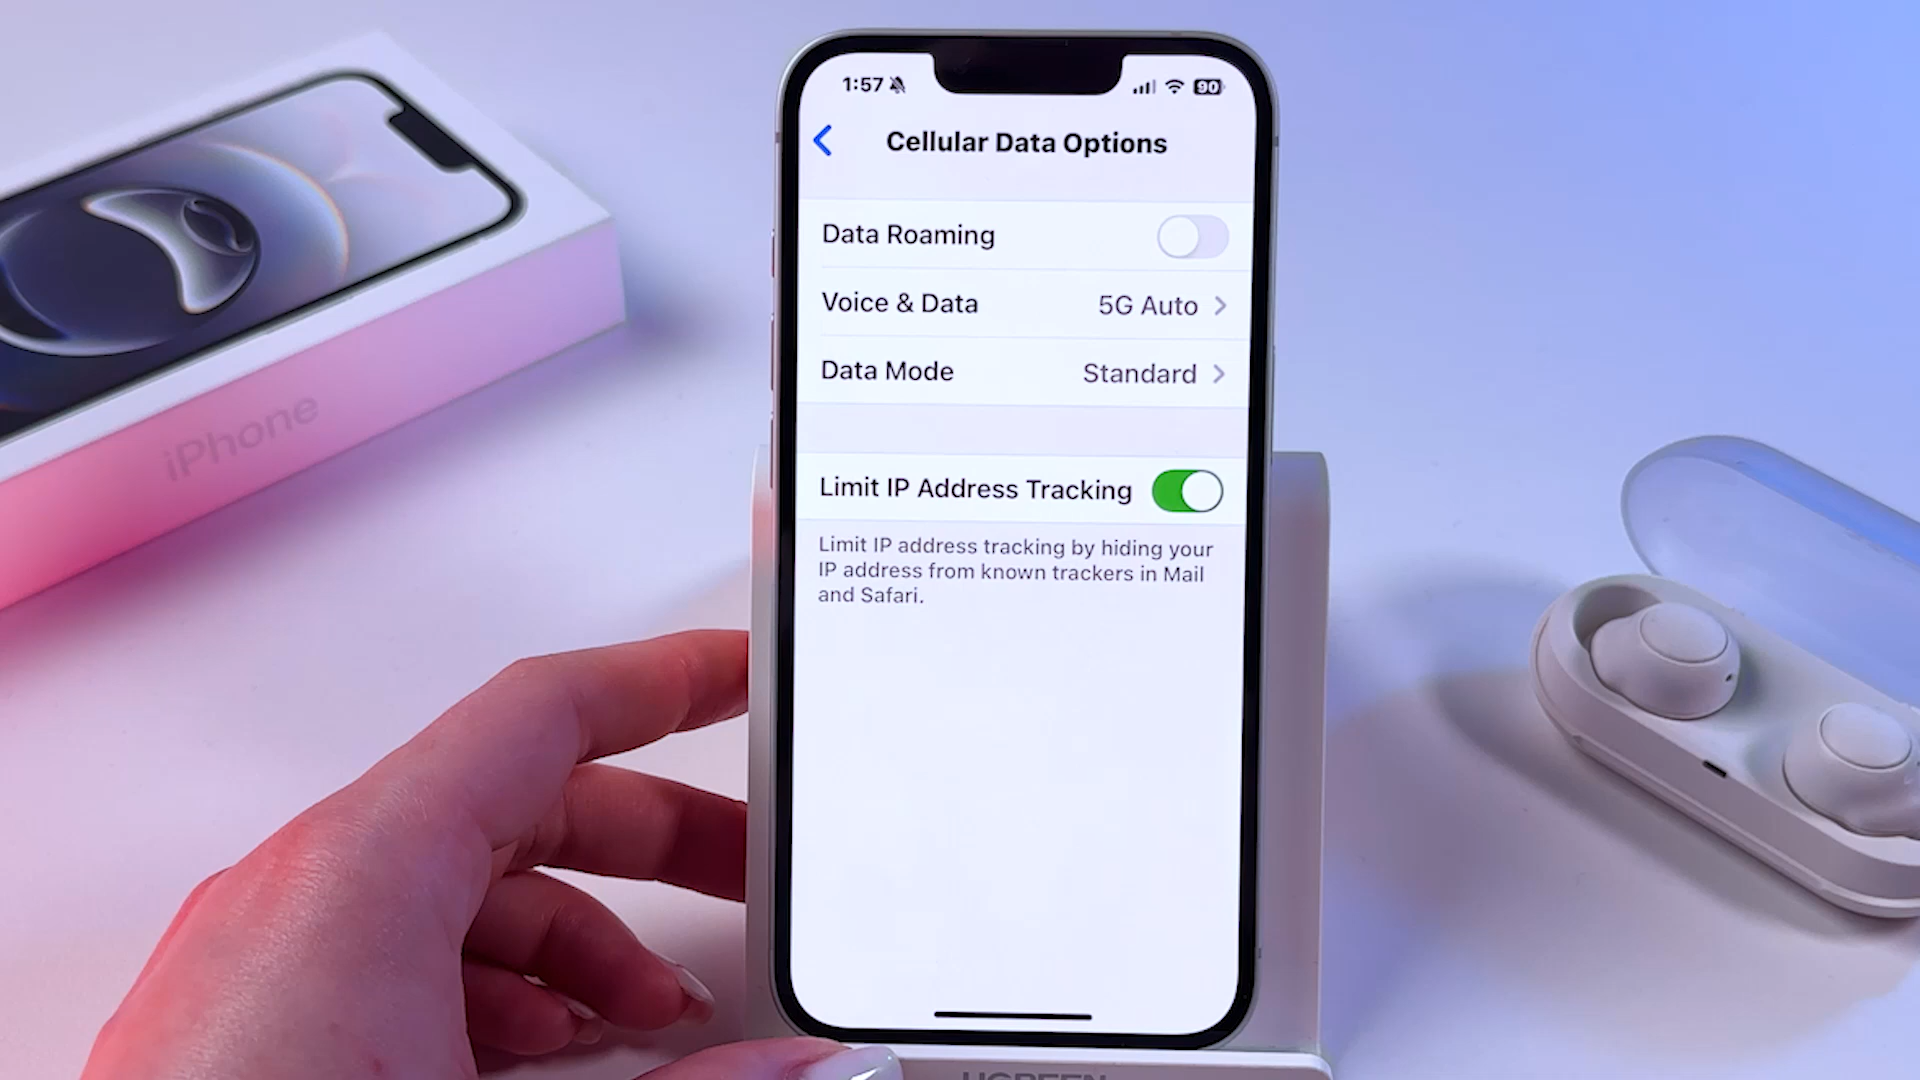 iPhone
1:57
90
Cellular Data Options
Data Roaming
Voice & Data 5G Auto
Data Mode Standard
Limit IP Address Tracking
Limit IP address tracking by hiding your
IP address from known trackers in Mail
and Safari.
UGREEN